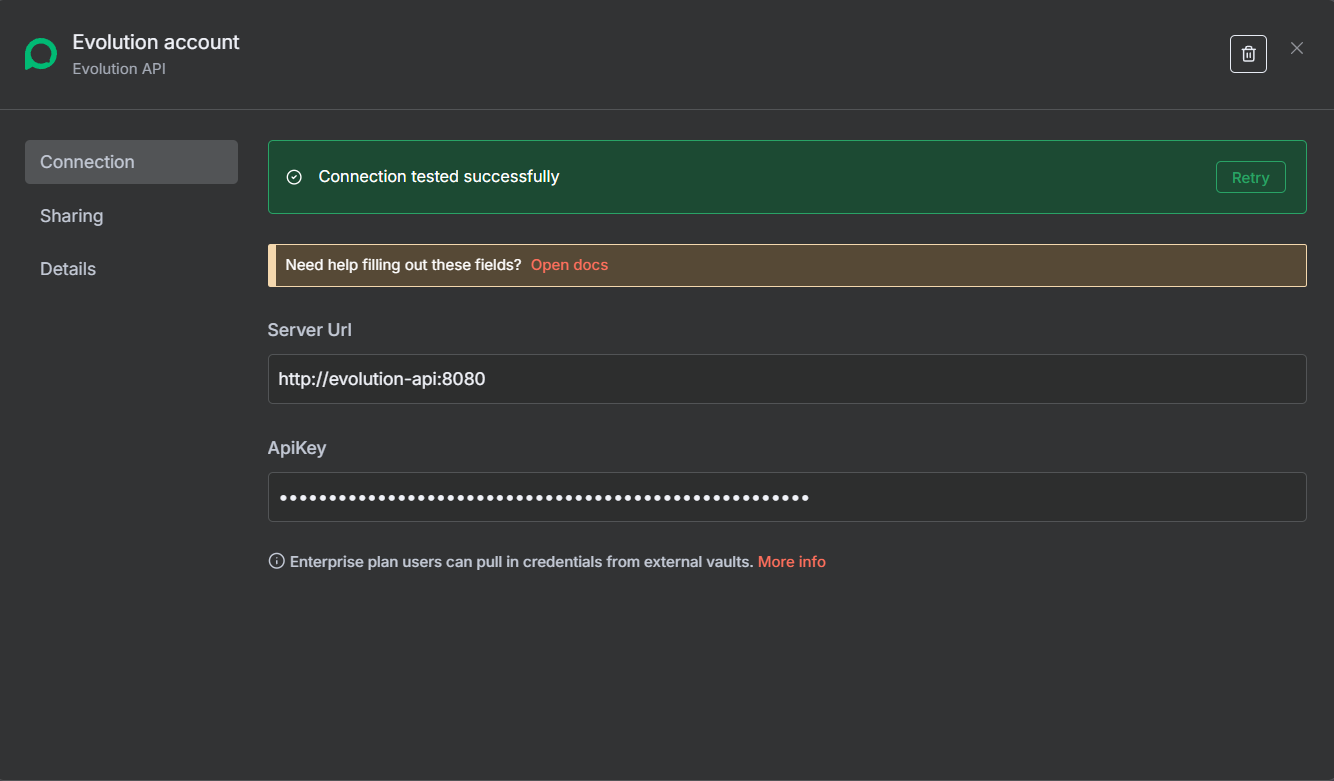 Evolution account
Evolution API
Connection
Sharing
Details
Connection tested successfully
Retry
Need help filling out these fields? Open docs
Server Url
http://evolution-api:8080
ApiKey
••••••••••••••••••••••••••••••••••••••••••••••••••••••
Enterprise plan users can pull in credentials from external vaults. More info